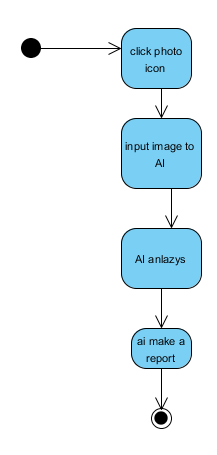 click photo
icon
input image to
AI
AI anlazys
ai make a
report